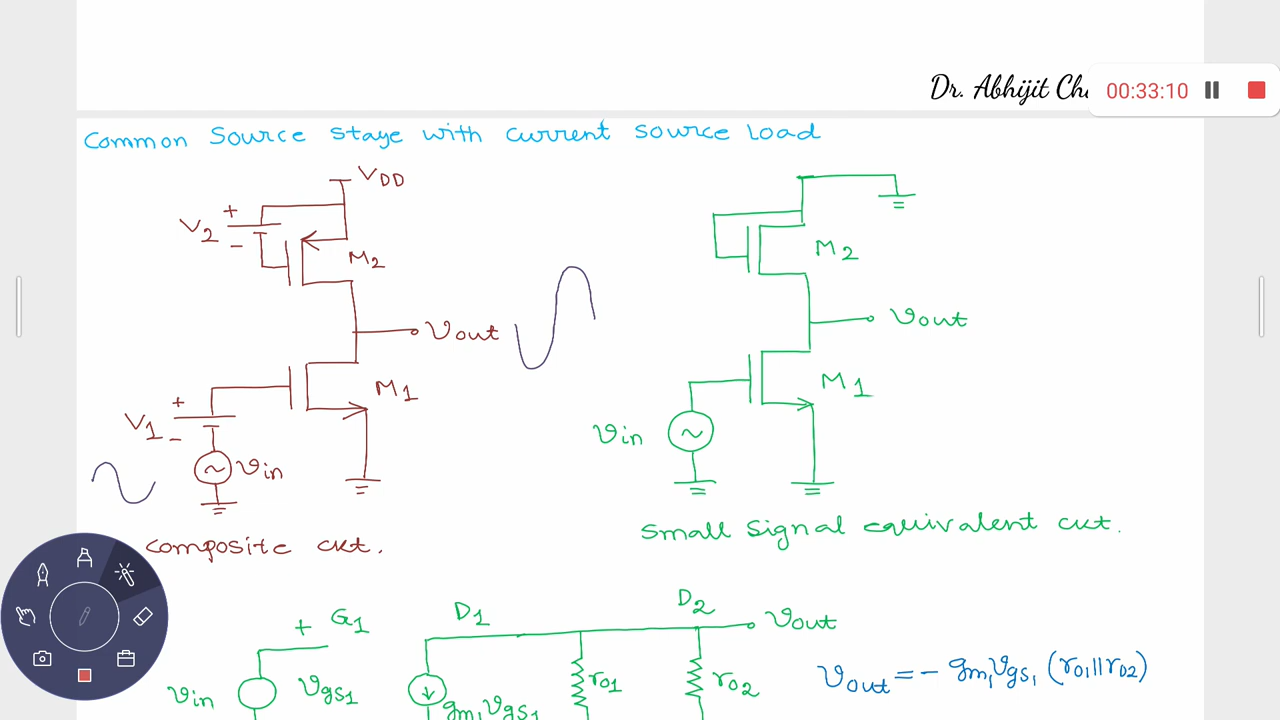 Dr. Abhijit
00:33:10
Common Source stage with current source load
VDD
V2
+
-
M2
Vout
M1
+
V1
-
Vin
composite ckt.
M2
Vout
M1
Vin
Small Signal equivalent ckt.
+ G1
D1
D2
Vout
Vin
Vgs1
gm1Vgs1
ro1
ro2
Vout = - gm1Vgs1 (ro1||ro2)